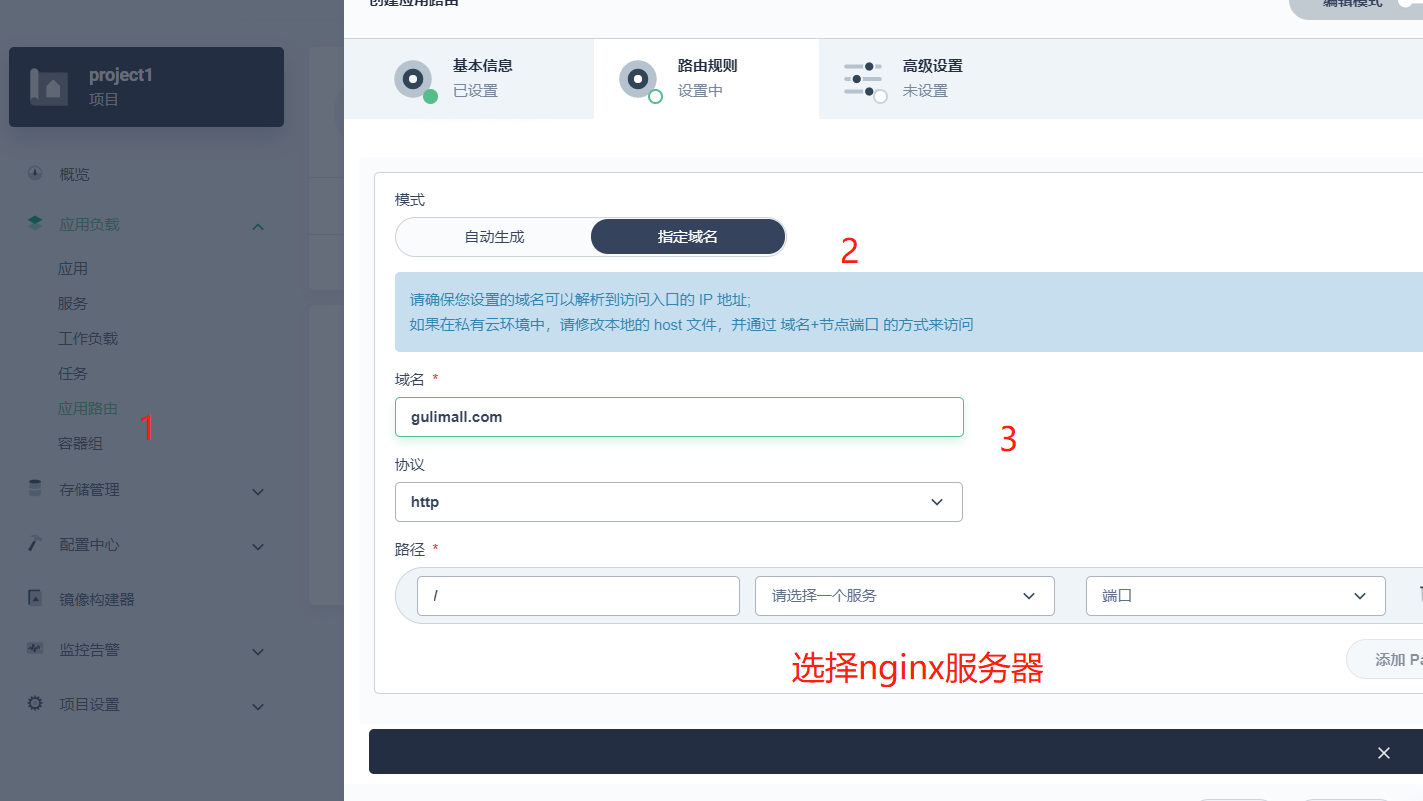 创建应用路由
编辑模式
project1
项目
基本信息
已设置
路由规则
设置中
高级设置
未设置
概览
应用负载
应用
服务
工作负载
任务
应用路由
容器组
存储管理
配置中心
镜像构建器
监控告警
项目设置
1
模式
自动生成
指定域名
2
请确保您设置的域名可以解析到访问入口的 IP 地址;
如果在私有云环境中，请修改本地的 host 文件，并通过 域名+节点端口 的方式来访问
域名 *
gulimall.com
3
协议
http
路径 *
/
请选择一个服务
端口
选择nginx服务器
添加 Pa